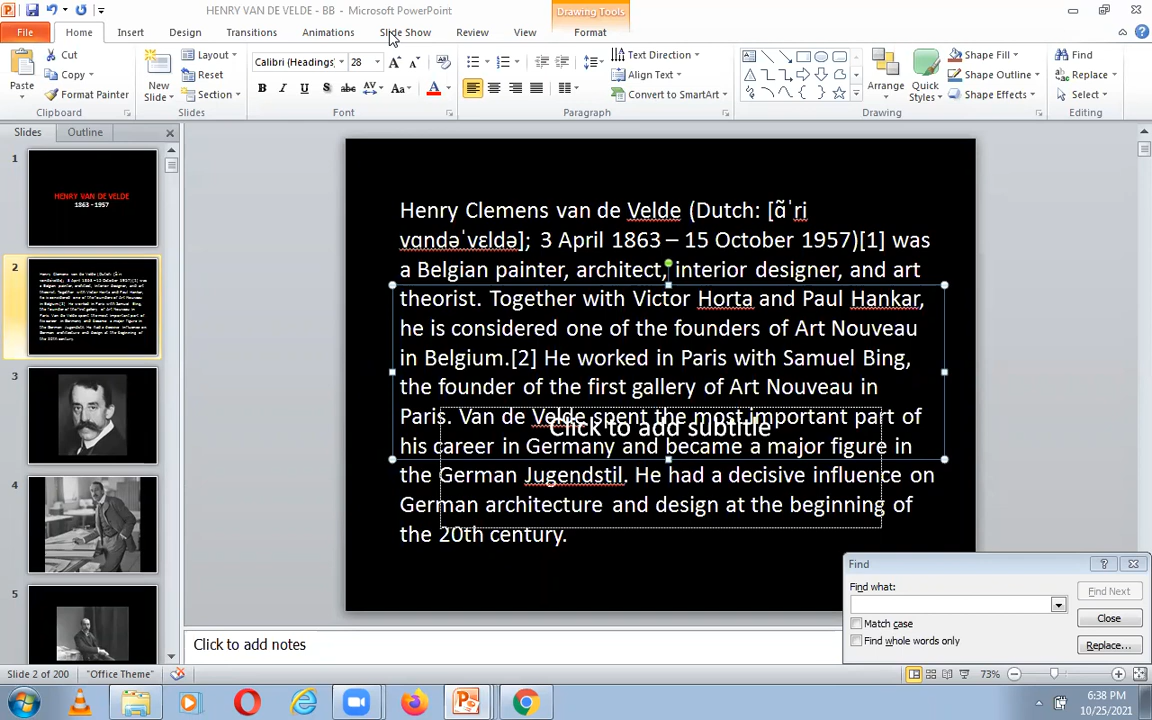 HENRY VAN DE VELDE - BB - Microsoft PowerPoint
Drawing Tools
File
Home
Insert
Design
Transitions
Animations
Slide Show
Review
View
Format
Paste
Cut
Copy
Format Painter
Clipboard
New
Slide
Layout
Reset
Section
Slides
Calibri (Headings)
28
Font
Text Direction
Align Text
Convert to SmartArt
Paragraph
Arrange
Quick
Styles
Shape Fill
Shape Outline
Shape Effects
Drawing
Find
Replace
Select
Editing
Slides
Outline
1
HENRY VAN DE VELDE
1863 -1957
2
3
4
5
Henry Clemens van de Velde (Dutch: [ɑ̃ˈri
vɑndəˈvɛldə]; 3 April 1863 – 15 October 1957)[1] was
a Belgian painter, architect, interior designer, and art
theorist. Together with Victor Horta and Paul Hankar,
he is considered one of the founders of Art Nouveau
in Belgium.[2] He worked in Paris with Samuel Bing,
the founder of the first gallery of Art Nouveau in
Paris. Van de Velde spent the most important part of
Click to add subtitle
his career in Germany and became a major figure in
the German Jugendstil. He had a decisive influence on
German architecture and design at the beginning of
the 20th century.
Find
Find what:
Find Next
Close
Match case
Find whole words only
Replace...
Click to add notes
Slide 2 of 200
"Office Theme"
73%
6:38 PM
10/25/2021